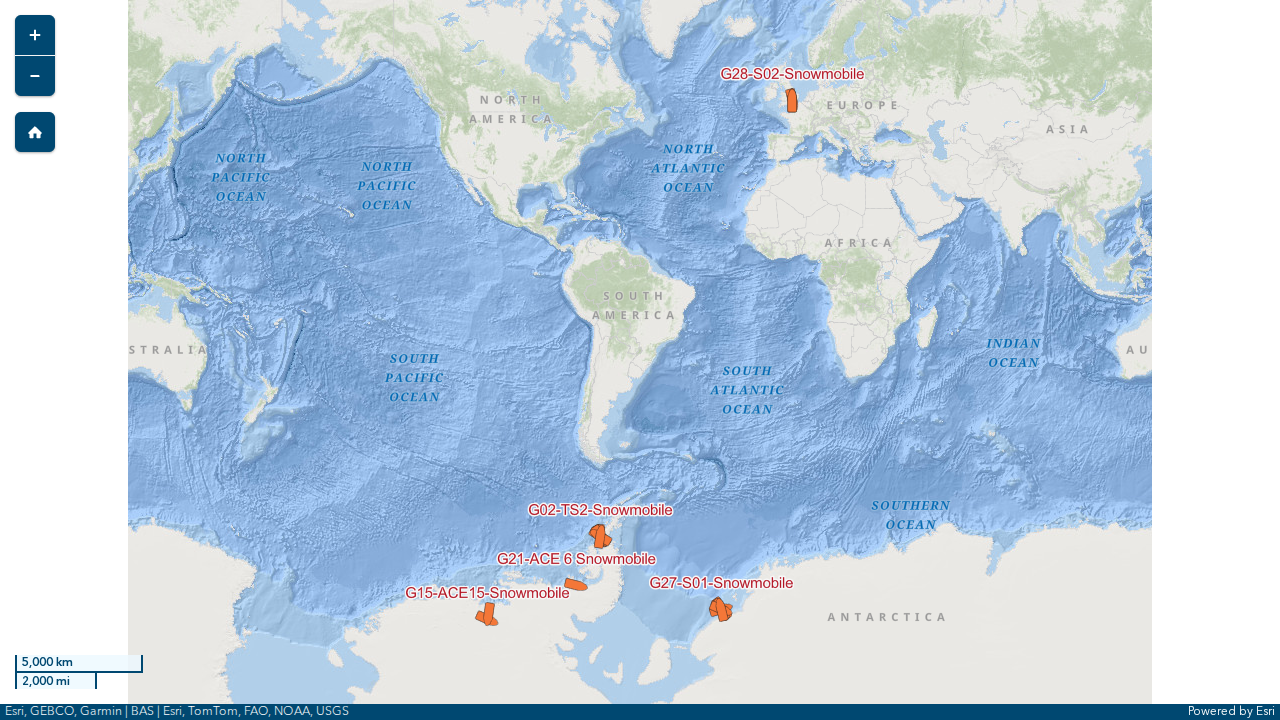 +
−
G28-S02-Snowmobile
NORTH
AMERICA
EUROPE
ASIA
NORTH
PACIFIC
OCEAN
NORTH
PACIFIC
OCEAN
NORTH
ATLANTIC
OCEAN
AFRICA
SOUTH
AMERICA
STRALIA
SOUTH
PACIFIC
OCEAN
SOUTH
ATLANTIC
OCEAN
INDIAN
OCEAN
AU
SOUTHERN
OCEAN
G02-TS2-Snowmobile
G21-ACE 6 Snowmobile
G15-ACE15-Snowmobile
G27-S01-Snowmobile
ANTARCTICA
5,000 km
2,000 mi
Esri, GEBCO, Garmin | BAS | Esri, TomTom, FAO, NOAA, USGS
Powered by Esri